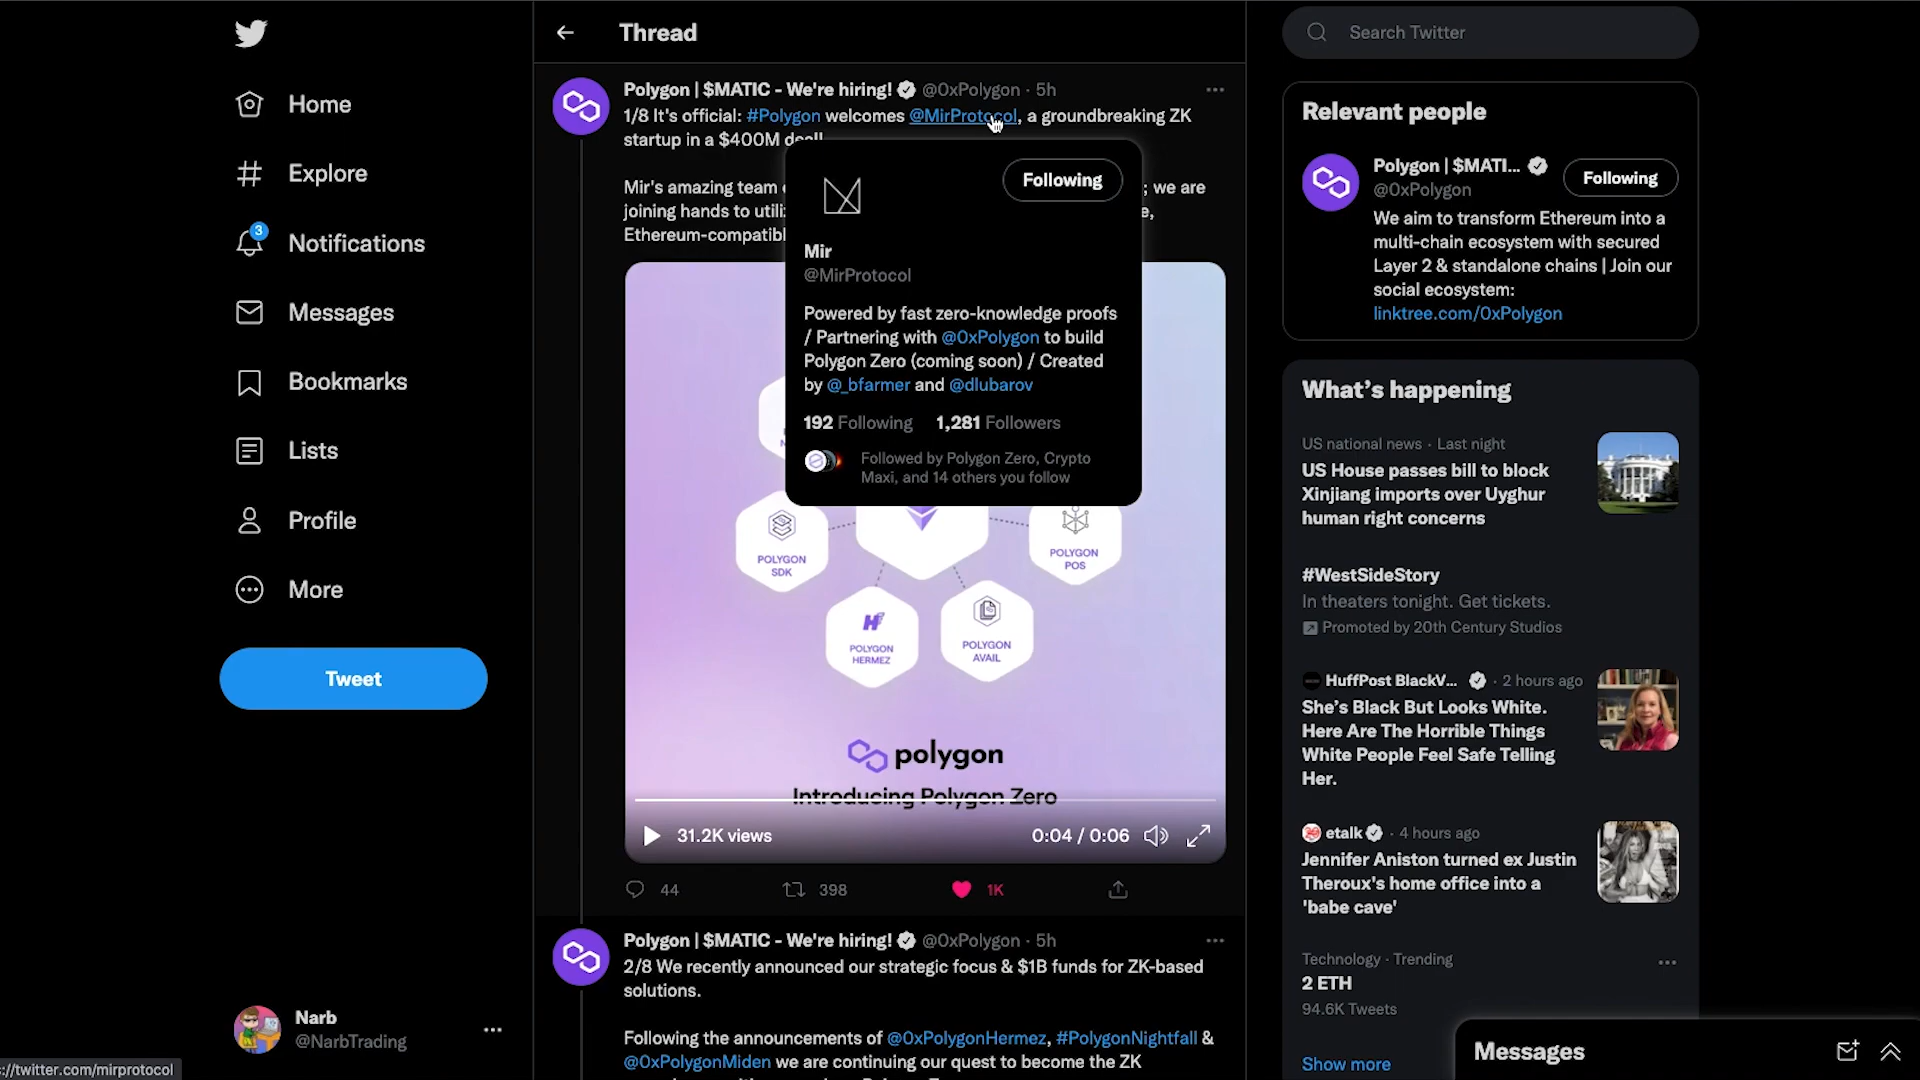 Home
Explore
3
Notifications
Messages
Bookmarks
Lists
Profile
More
Tweet
Narb
@NarbTrading
://twitter.com/mirprotocol
Thread
Polygon | $MATIC - We're hiring! @0xPolygon · 5h
1/8 It's official: #Polygon welcomes @MirProtocol, a groundbreaking ZK
startup in a $400M deal!
Mir's amazing team ; we are
joining hands to utili e,
Ethereum-compatibl
Following
Mir
@MirProtocol
Powered by fast zero-knowledge proofs
/ Partnering with @0xPolygon to build
Polygon Zero (coming soon) / Created
by @_bfarmer and @dlubarov
192 Following 1,281 Followers
Followed by Polygon Zero, Crypto
Maxi, and 14 others you follow
POLYGON
SDK
POLYGON
POS
POLYGON
HERMEZ
POLYGON
AVAIL
polygon
Introducing Polygon Zero
31.2K views
0:04 / 0:06
44
398
1K
Polygon | $MATIC - We're hiring! @0xPolygon · 5h
2/8 We recently announced our strategic focus & $1B funds for ZK-based
solutions.
Following the announcements of @0xPolygonHermez, #PolygonNightfall &
@0xPolygonMiden we are continuing our quest to become the ZK
Search Twitter
Relevant people
Polygon | $MATI...
@0xPolygon
Following
We aim to transform Ethereum into a
multi-chain ecosystem with secured
Layer 2 & standalone chains | Join our
social ecosystem:
linktree.com/0xPolygon
What's happening
US national news · Last night
US House passes bill to block
Xinjiang imports over Uyghur
human right concerns
#WestSideStory
In theaters tonight. Get tickets.
Promoted by 20th Century Studios
HuffPost BlackV... · 2 hours ago
She's Black But Looks White.
Here Are The Horrible Things
White People Feel Safe Telling
Her.
etalk · 4 hours ago
Jennifer Aniston turned ex Justin
Theroux's home office into a
'babe cave'
Technology · Trending
2 ETH
94.6K Tweets
Show more
Messages